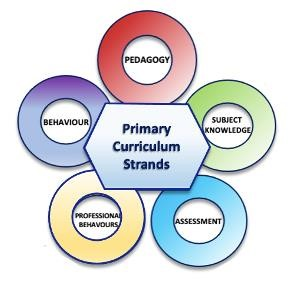 PEDAGOGY
BEHAVIOUR
SUBJECT
KNOWLEDGE
Primary
Curriculum
Strands
PROFESSIONAL
BEHAVOURS
ASSESSMENT